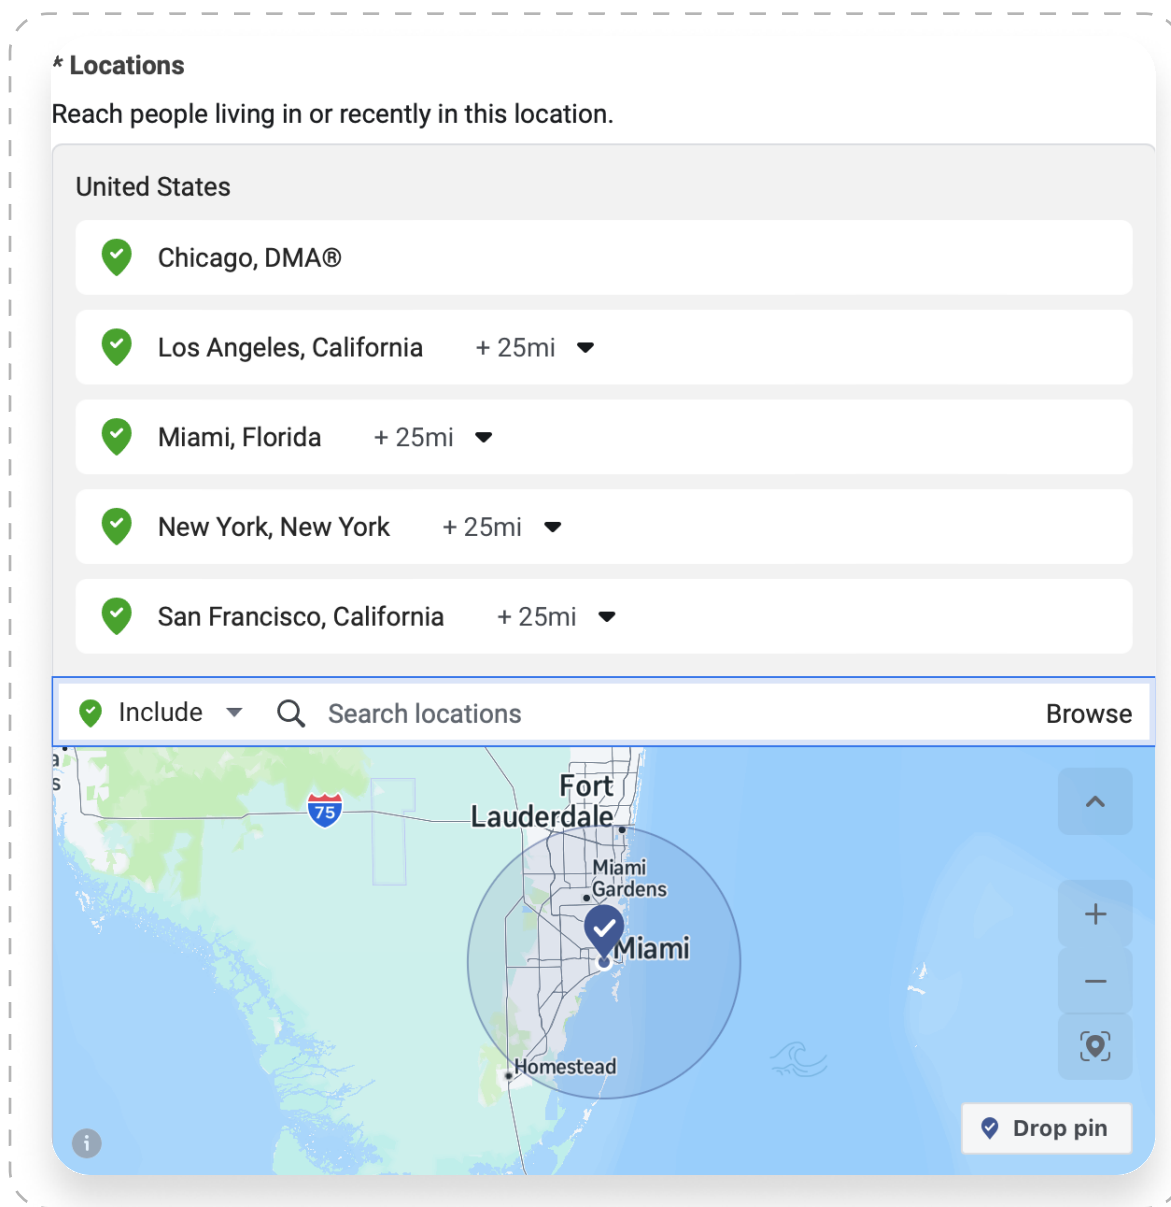 * Locations
Reach people living in or recently in this location.
United States
Chicago, DMA®
Los Angeles, California + 25mi
Miami, Florida + 25mi
New York, New York + 25mi
San Francisco, California + 25mi
Include Search locations Browse
a
s
75
Fort
Lauderdale
Miami
Gardens
Miami
Homestead
Drop pin